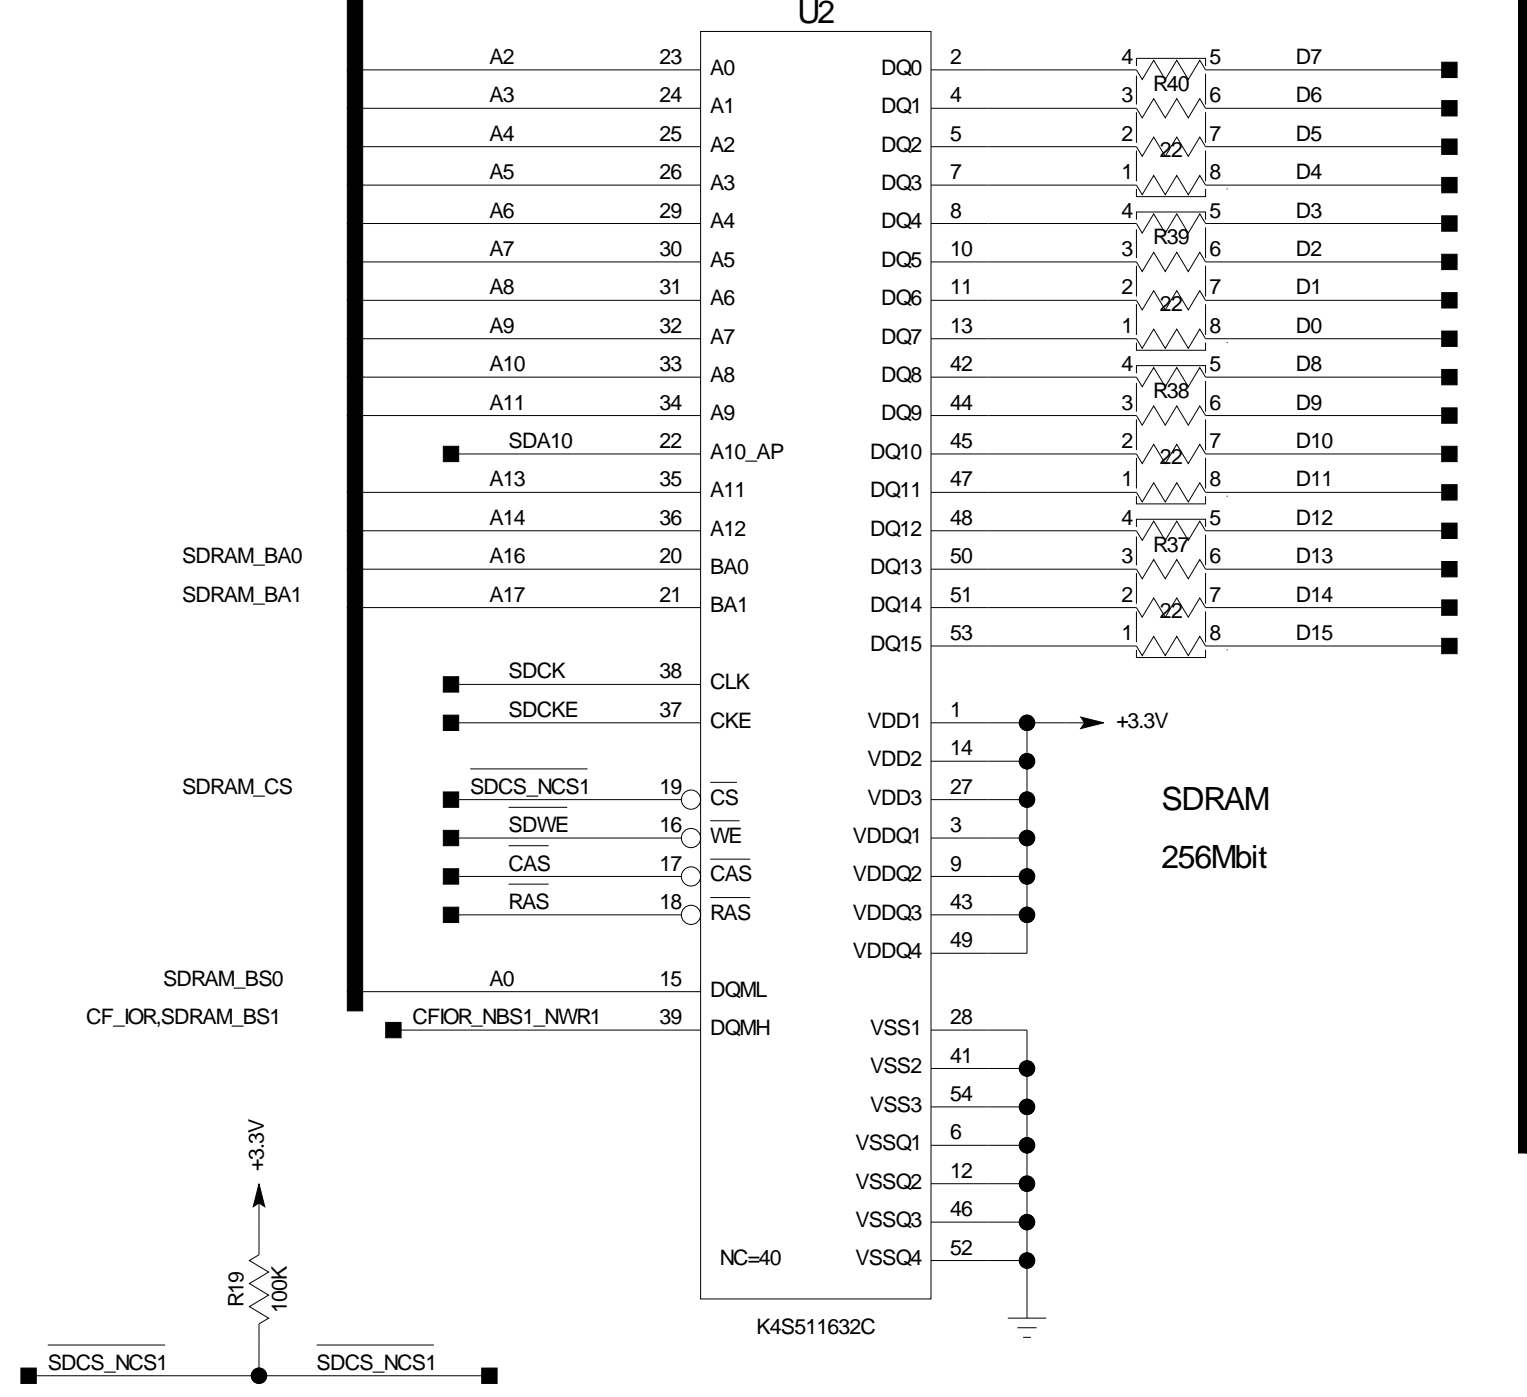 U2
A2 23 A0 DQ0 2 4 5 D7
R40
A3 24 A1 DQ1 4 3 6 D6
A4 25 A2 DQ2 5 2 22 7 D5
A5 26 A3 DQ3 7 1 8 D4
A6 29 A4 DQ4 8 4 5 D3
R39
A7 30 A5 DQ5 10 3 6 D2
A8 31 A6 DQ6 11 2 22 7 D1
A9 32 A7 DQ7 13 1 8 D0
A10 33 A8 DQ8 42 4 5 D8
R38
A11 34 A9 DQ9 44 3 6 D9
SDA10 22 A10_AP DQ10 45 2 22 7 D10
A13 35 A11 DQ11 47 1 8 D11
A14 36 A12 DQ12 48 4 5 D12
R37
SDRAM_BA0 A16 20 BA0 DQ13 50 3 6 D13
SDRAM_BA1 A17 21 BA1 DQ14 51 2 22 7 D14
DQ15 53 1 8 D15
SDCK 38 CLK
SDCKE 37 CKE VDD1 1 +3.3V
VDD2 14
SDRAM_CS SDCS_NCS1 19 CS VDD3 27 SDRAM
SDWE 16 WE VDDQ1 3
256Mbit
CAS 17 CAS VDDQ2 9
RAS 18 RAS VDDQ3 43
VDDQ4 49
SDRAM_BS0 A0 15 DQML
CF_IOR,SDRAM_BS1 CFIOR_NBS1_NWR1 39 DQMH VSS1 28
VSS2 41
VSS3 54
+3.3V VSSQ1 6
VSSQ2 12
VSSQ3 46
NC=40 VSSQ4 52
R19 100K
K4S511632C
SDCS_NCS1 SDCS_NCS1